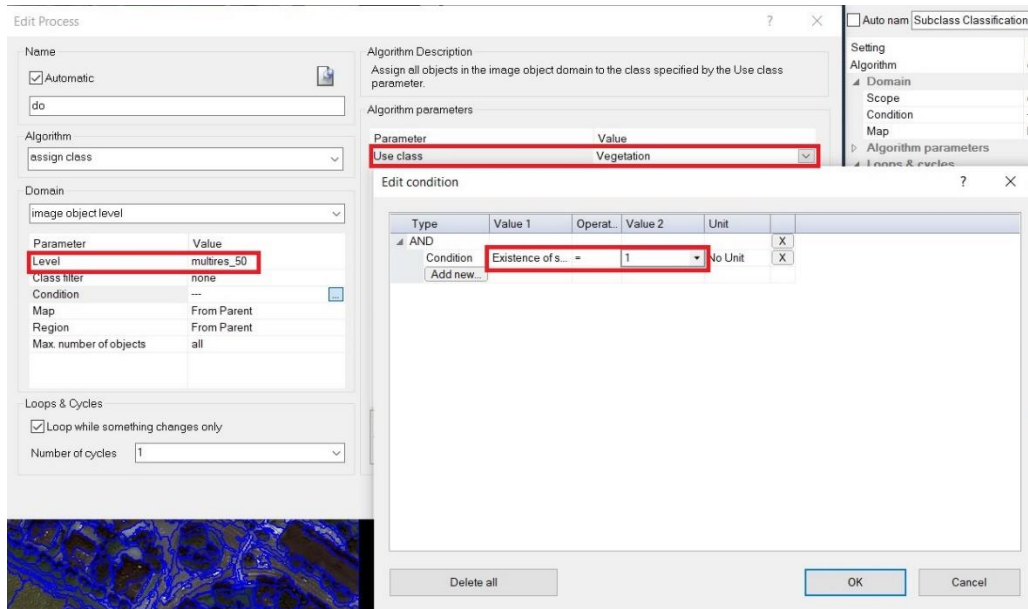 Edit Process
?
Name
Automatic
do
Algorithm
assign class
Domain
image object level
Parameter Value
Level multires_50
Class filter none
Condition ---
...
Map From Parent
Region From Parent
Max. number of objects all
Loops & Cycles
Loop while something changes only
Number of cycles 1
Algorithm Description
Assign all objects in the image object domain to the class specified by the Use class
parameter.
Algorithm parameters
Parameter Value
Use class Vegetation
Auto nam Subclass Classification
Setting
Algorithm
Domain
Scope
Condition
Map
Algorithm parameters
Loops & cycles
Edit condition
?
Type Value 1 Operat... Value 2 Unit
AND X
Condition Existence of s... = 1 No Unit X
Add new...
Delete all
OK
Cancel